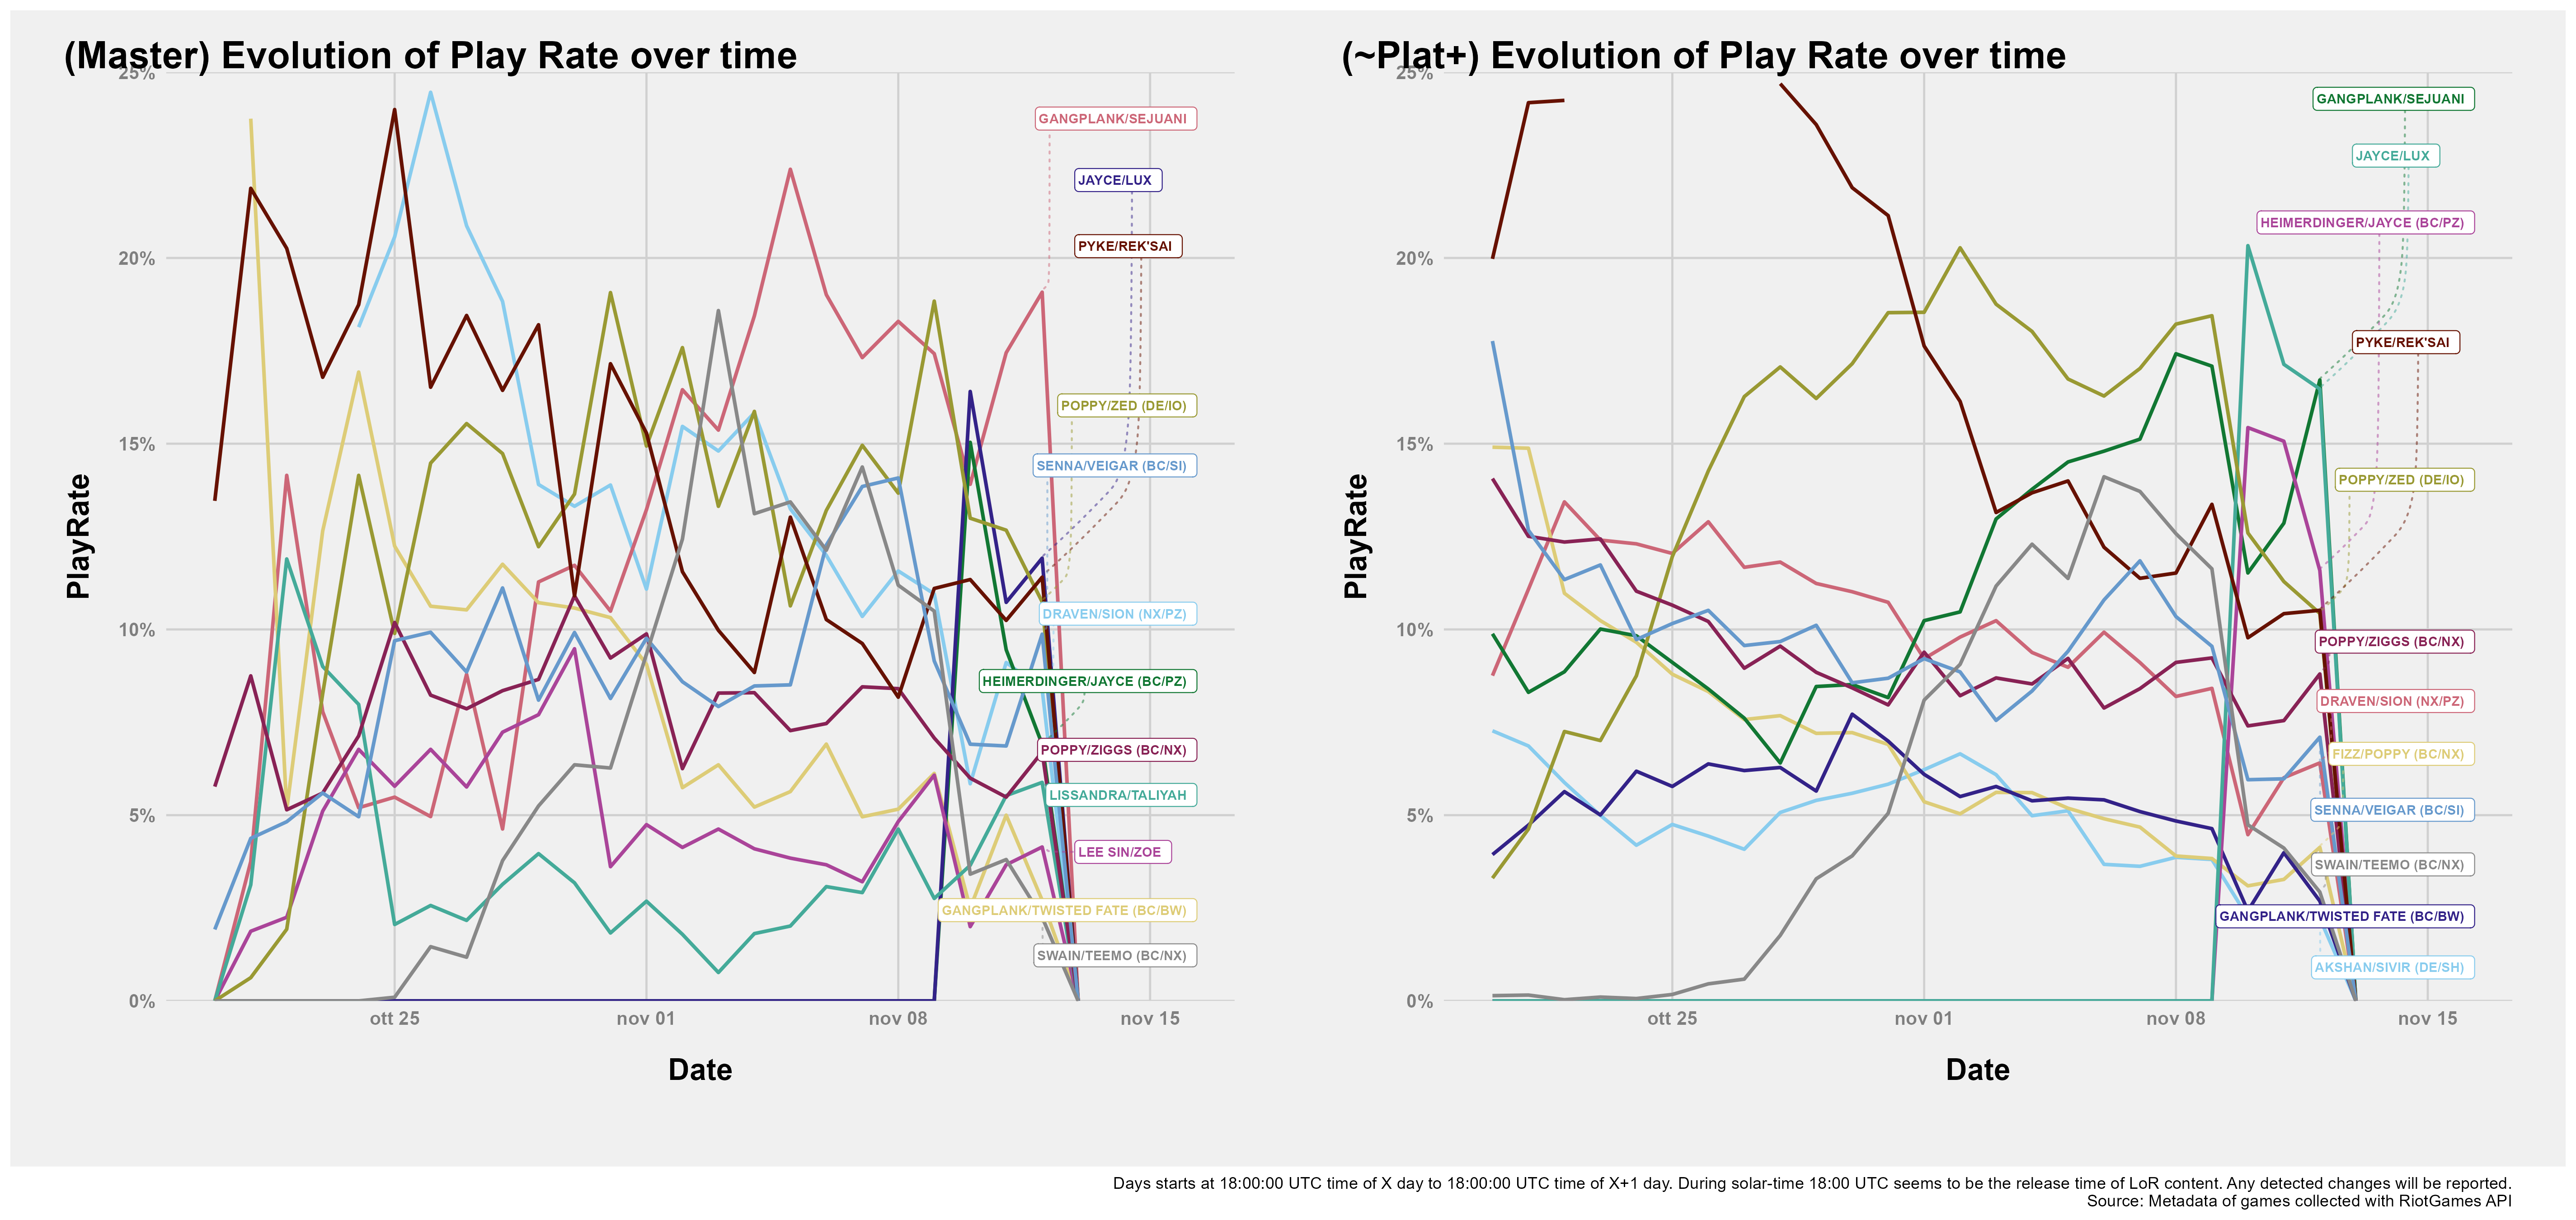 (Master) Evolution of Play Rate over time
25%
20%
15%
10%
5%
0%
PlayRate
GANGPLANK/SEJUANI
JAYCE/LUX
PYKE/REK'SAI
POPPY/ZED (DE/IO)
SENNA/VEIGAR (BC/SI)
DRAVEN/SION (NX/PZ)
HEIMERDINGER/JAYCE (BC/PZ)
POPPY/ZIGGS (BC/NX)
LISSANDRA/TALIYAH
LEE SIN/ZOE
GANGPLANK/TWISTED FATE (BC/BW)
SWAIN/TEEMO (BC/NX)
ott 25
nov 01
nov 08
nov 15
Date
(~Plat+) Evolution of Play Rate over time
25%
20%
15%
10%
5%
0%
PlayRate
GANGPLANK/SEJUANI
JAYCE/LUX
HEIMERDINGER/JAYCE (BC/PZ)
PYKE/REK'SAI
POPPY/ZED (DE/IO)
POPPY/ZIGGS (BC/NX)
DRAVEN/SION (NX/PZ)
FIZZ/POPPY (BC/NX)
SENNA/VEIGAR (BC/SI)
SWAIN/TEEMO (BC/NX)
GANGPLANK/TWISTED FATE (BC/BW)
AKSHAN/SIVIR (DE/SH)
ott 25
nov 01
nov 08
nov 15
Date
Days starts at 18:00:00 UTC time of X day to 18:00:00 UTC time of X+1 day. During solar-time 18:00 UTC seems to be the release time of LoR content. Any detected changes will be reported.
Source: Metadata of games collected with RiotGames API